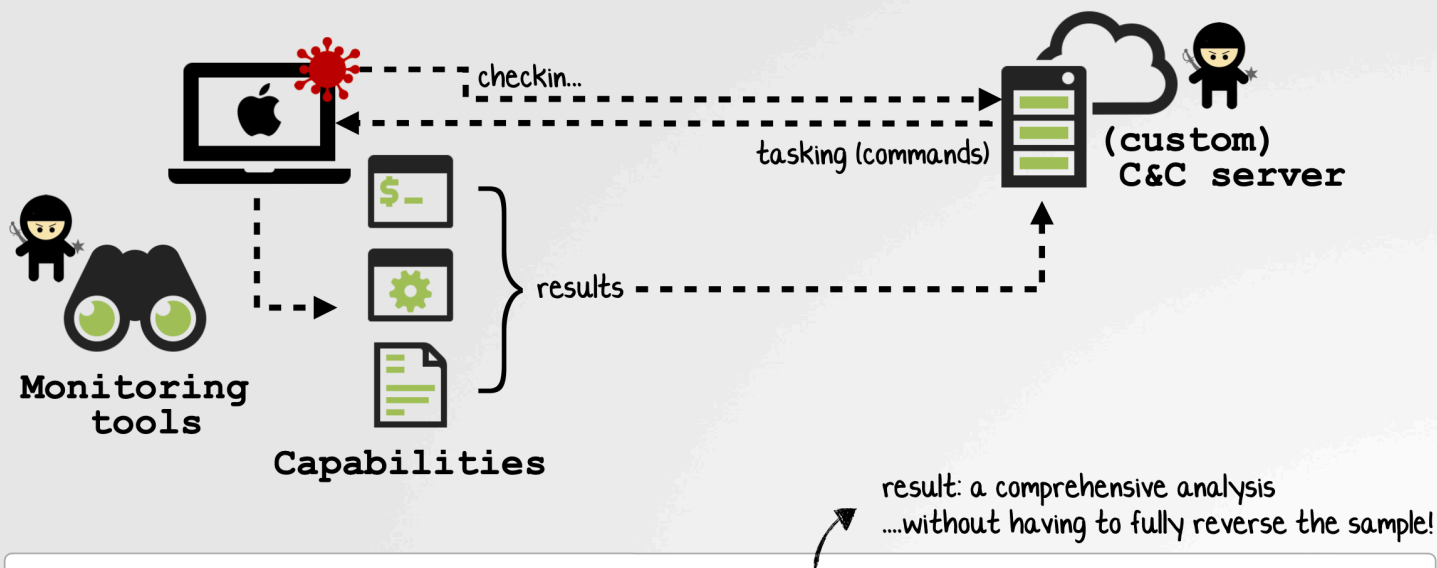 checkin...
tasking (commands)
(custom)
C&C server
$_
results
Monitoring
tools
Capabilities
result: a comprehensive analysis
....without having to fully reverse the sample!